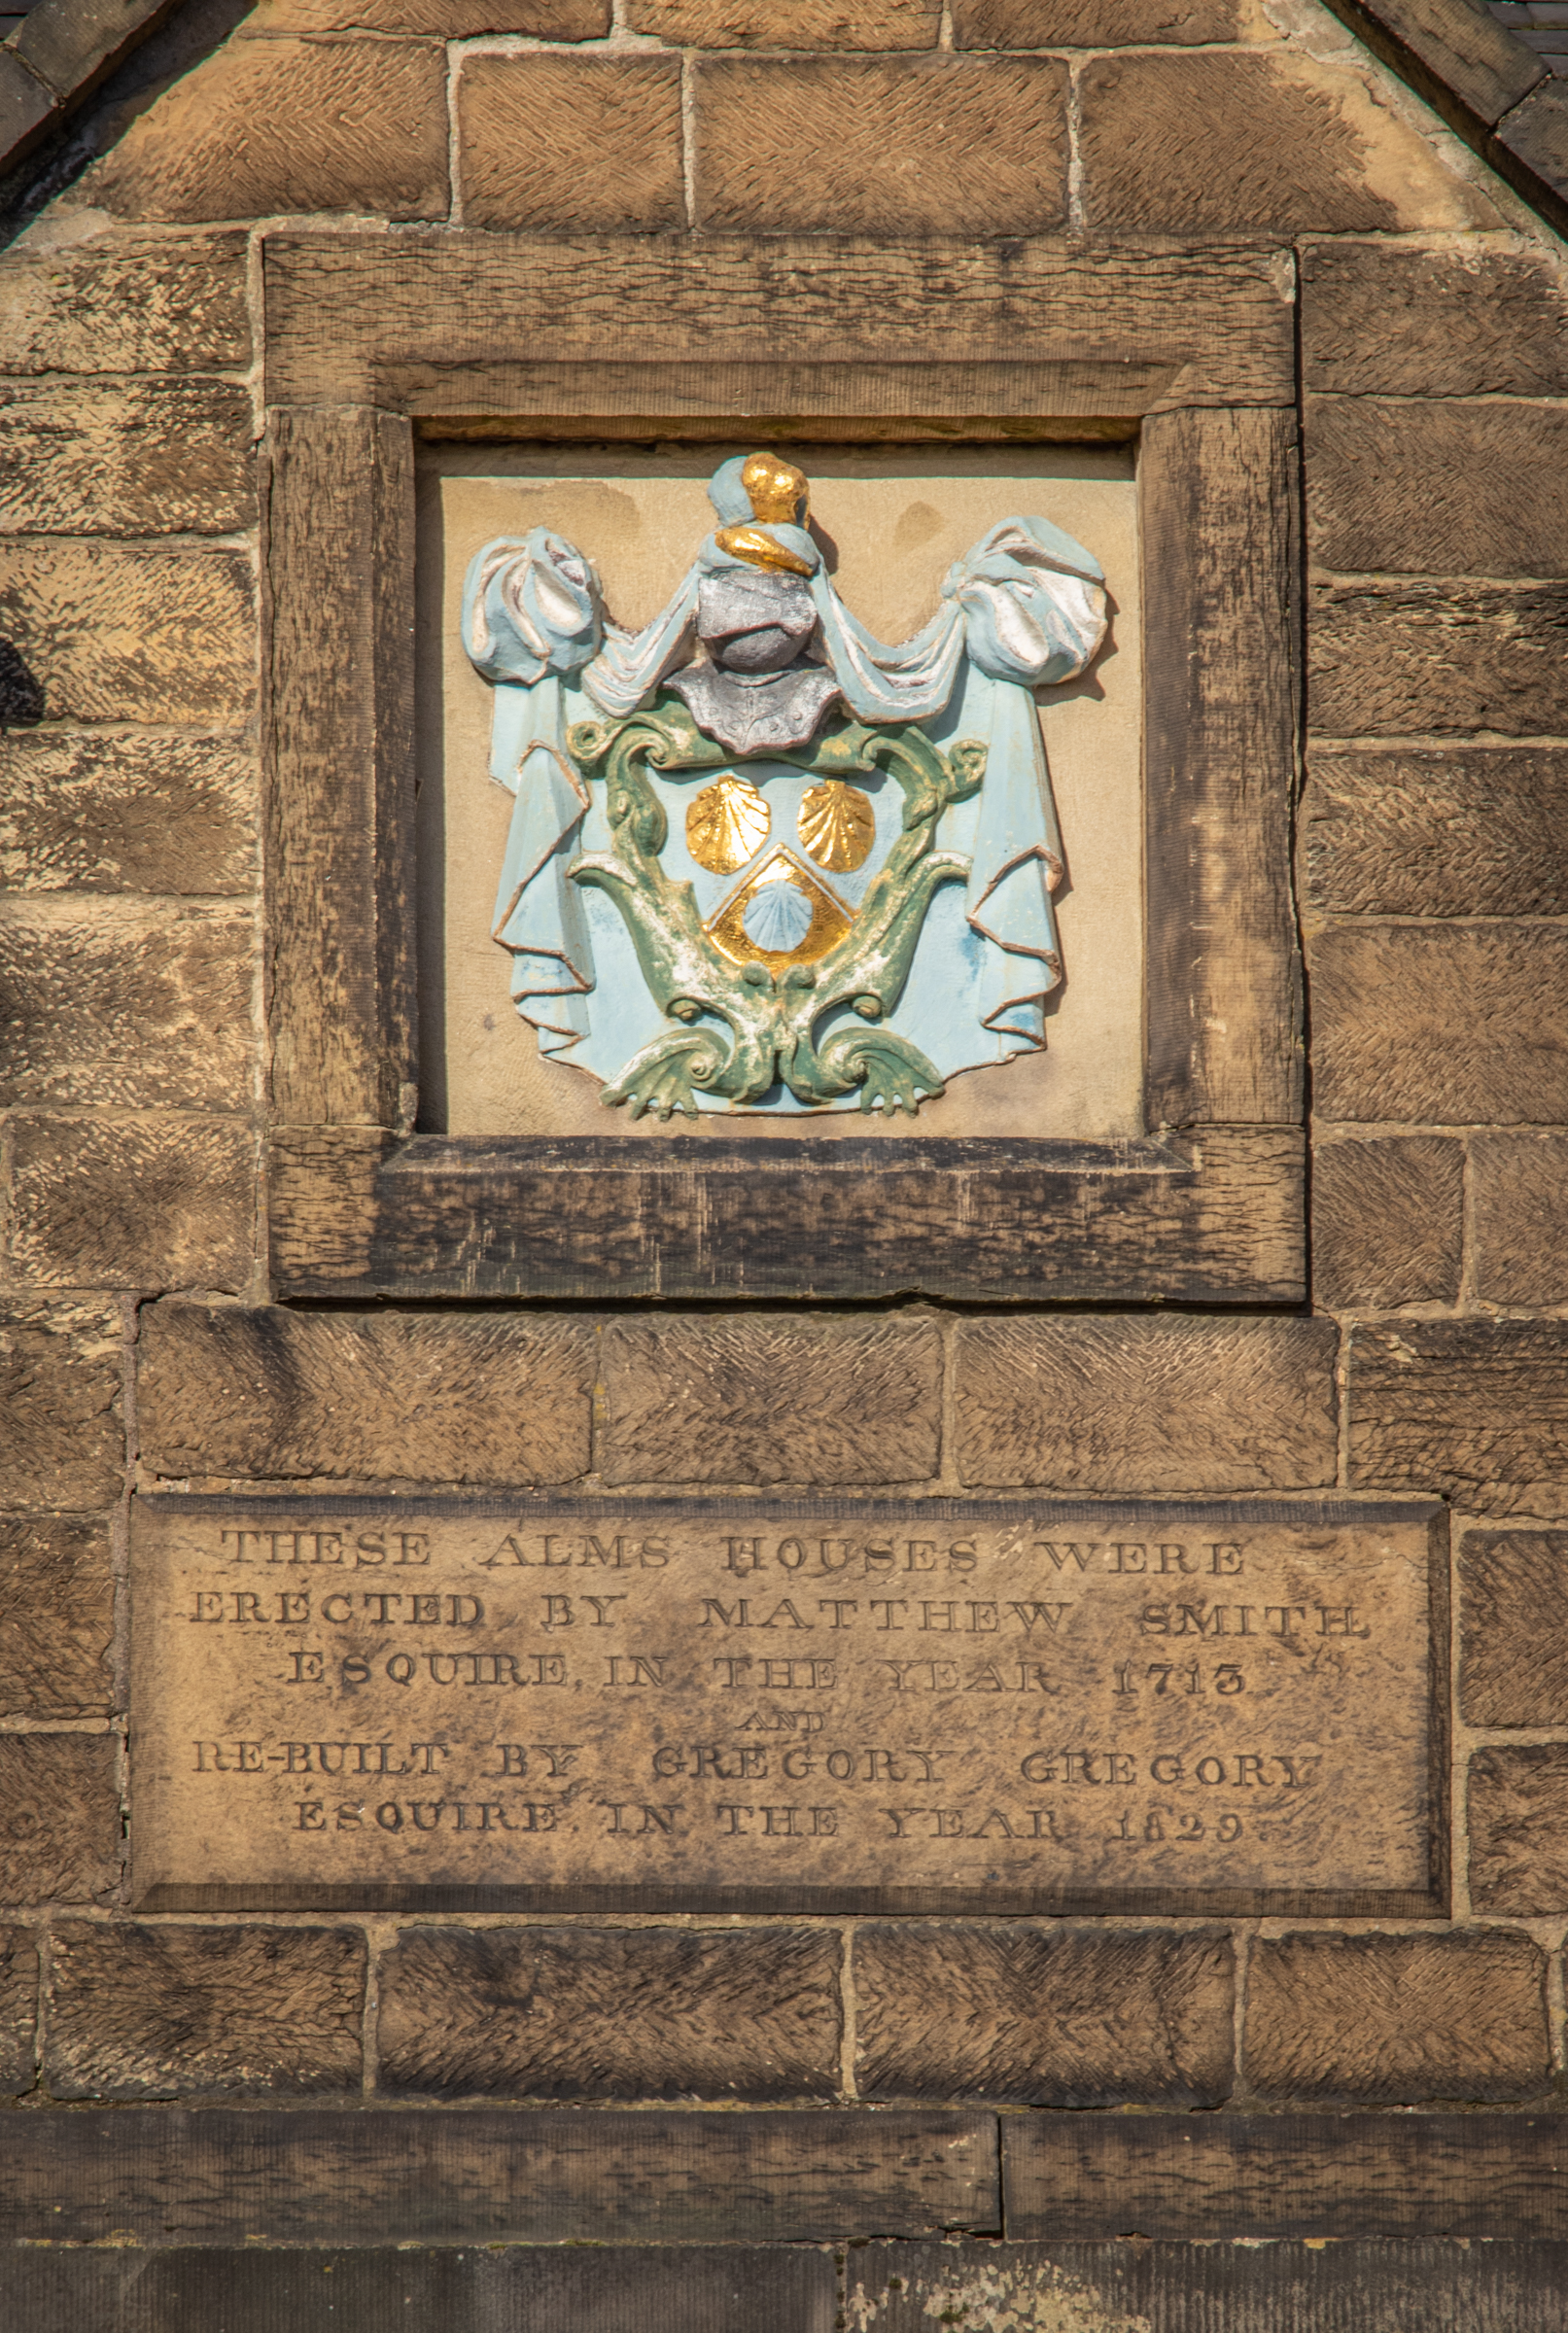 THESE ALMS HOUSES WERE
ERECTED BY MATTHEW SMITH
ESQUIRE, IN THE YEAR 1713
AND
RE-BUILT BY GREGORY GREGORY
ESQUIRE, IN THE YEAR 1829.